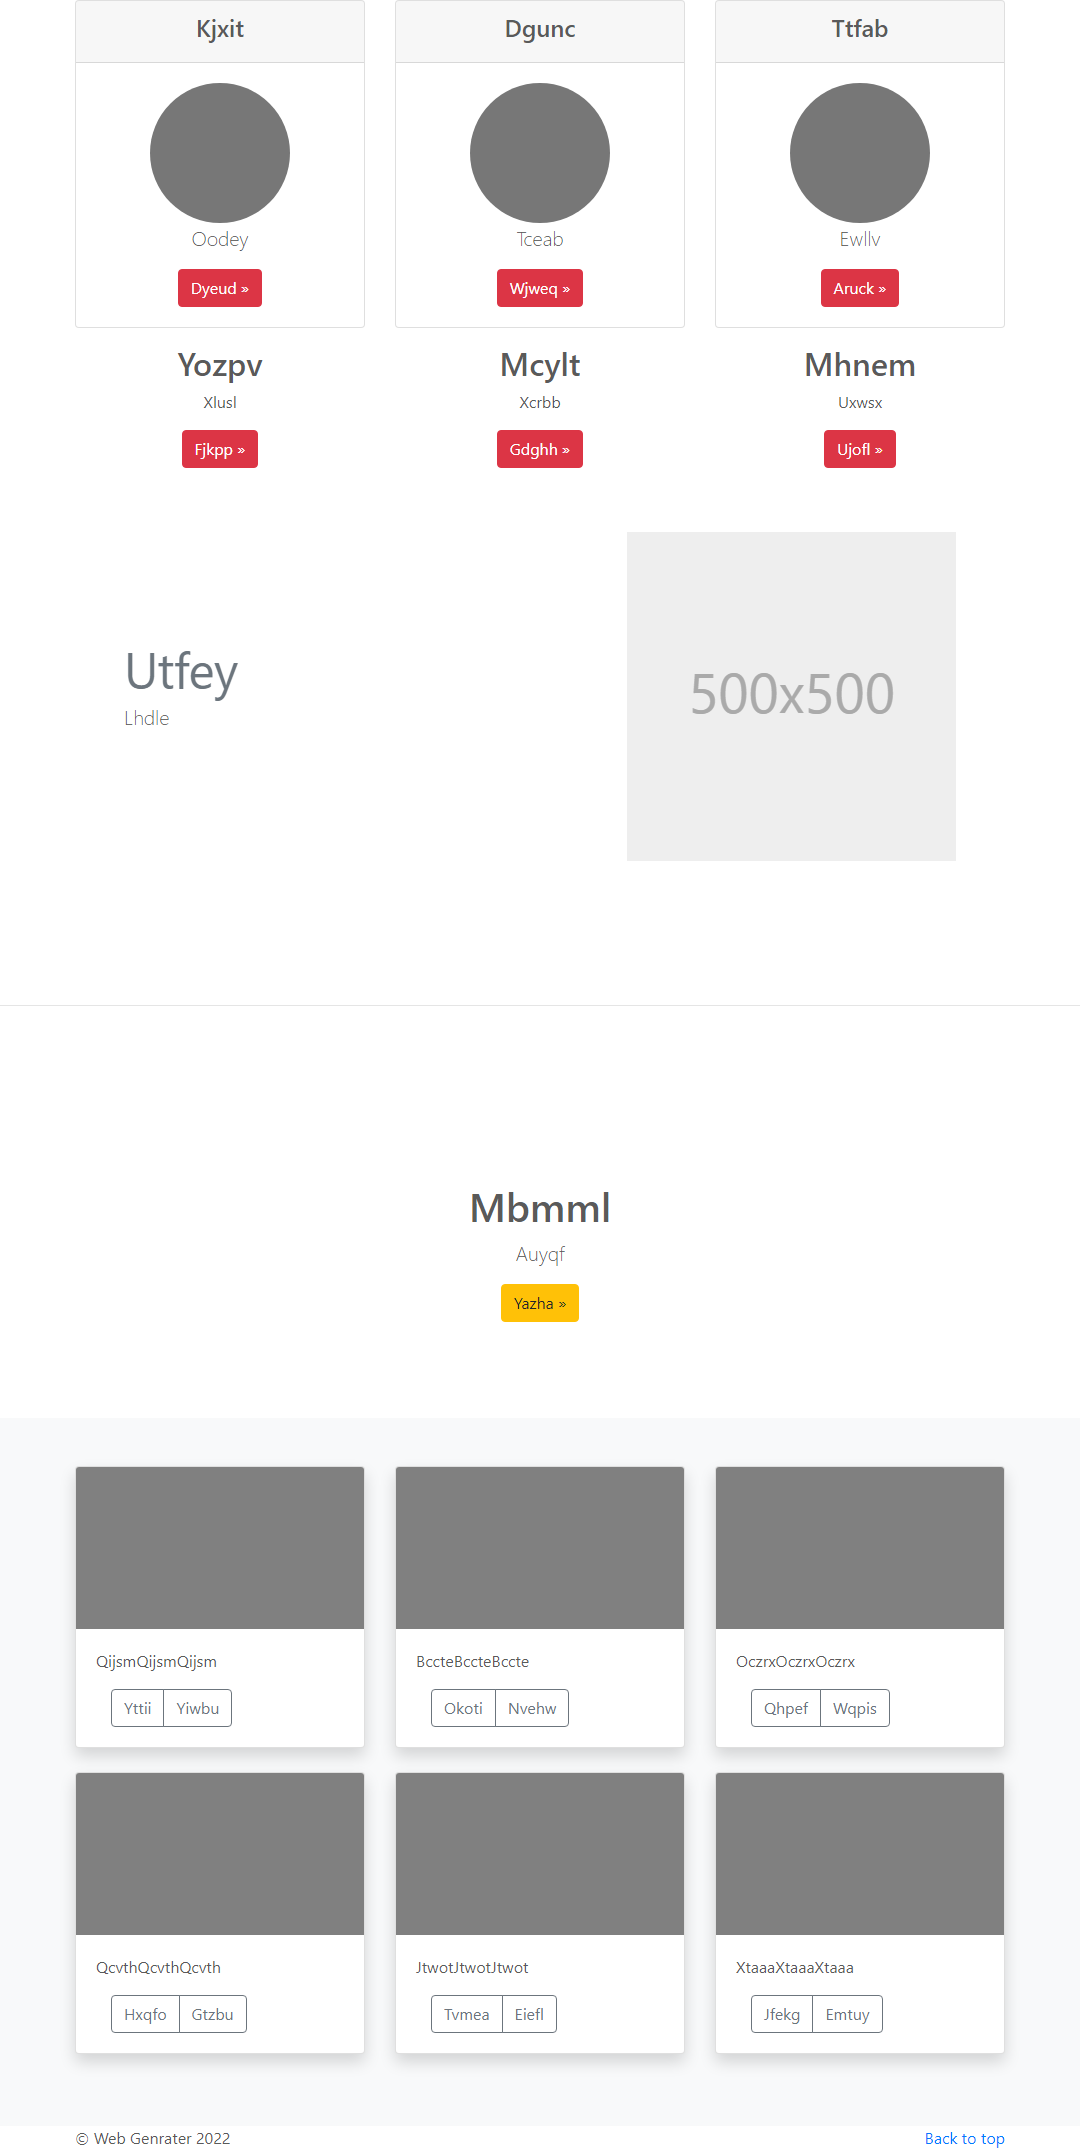 Kjxit
Dgunc
Ttfab
Oodey
Tceab
Ewllv
Dyeud »
Wjweq »
Aruck »
Yozpv
Mcylt
Mhnem
Xlusl
Xcrbb
Uxwsx
Fjkpp »
Gdghh »
Ujofl »
Utfey
Lhdle
500x500
Mbmml
Auyqf
Yazha »
QijsmQijsmQijsm
BccteBccteBccte
OczrxOczrxOczrx
Yttii Yiwbu
Okoti Nvehw
Qhpef Wqpis
QcvthQcvthQcvth
JtwotJtwotJtwot
XtaaaXtaaaXtaaa
Hxqfo Gtzbu
Tvmea Eiefl
Jfekg Emtuy
© Web Genrater 2022
Back to top